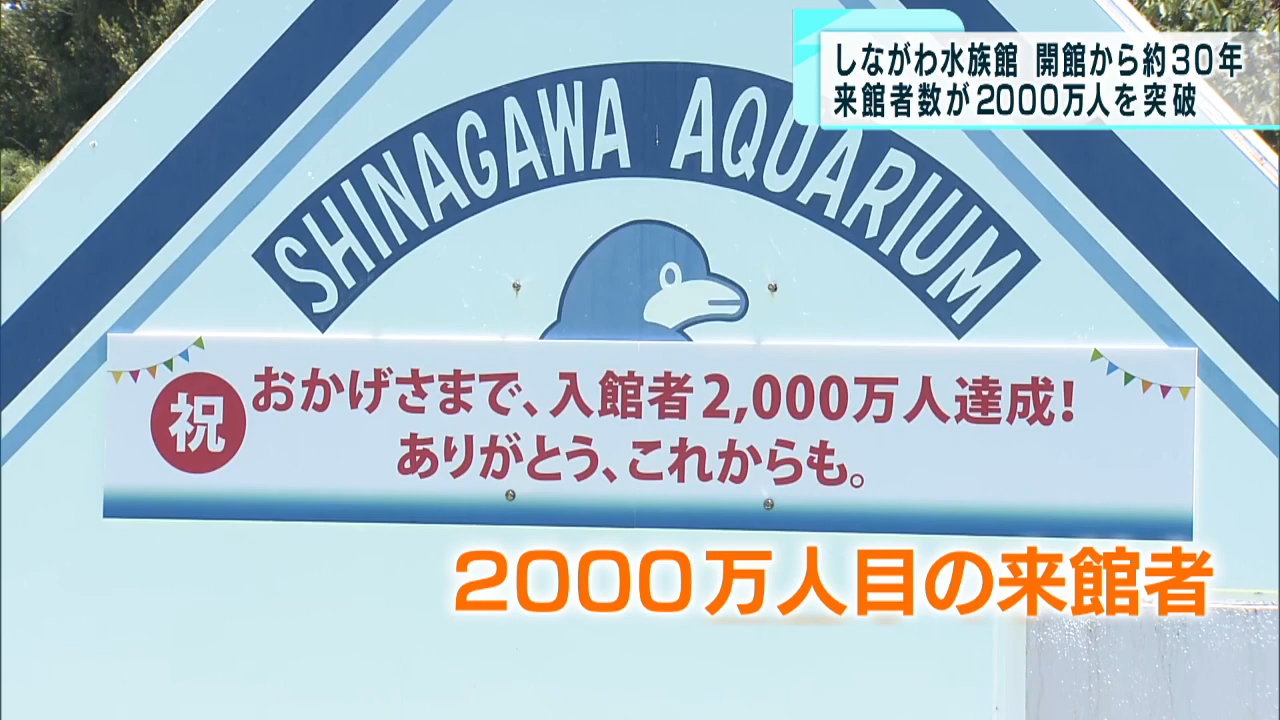 しながわ水族館 開館から約30年
来館者数が2000万人を突破
SHINAGAWA AQUARIUM
祝 おかげさまで、入館者2,000万人達成!
ありがとう、これからも。
2000万人目の来館者